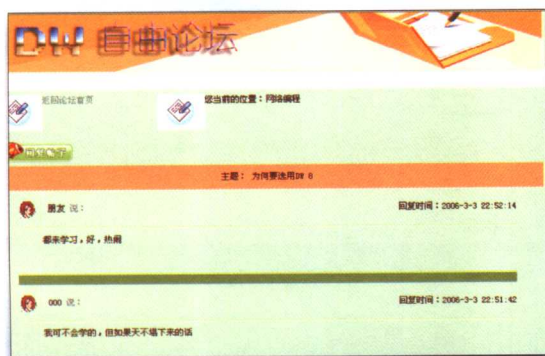 DW 自由论坛
返回论坛首页 您当前的位置：网络编程
回复帖子
主题： 为何要选用DW 8
朋友 说： 回复时间：2006-3-3 22:52:14
都来学习，好，热闹
000 说： 回复时间：2006-3-3 22:51:42
我可不会学的，但如果天不塌下来的话